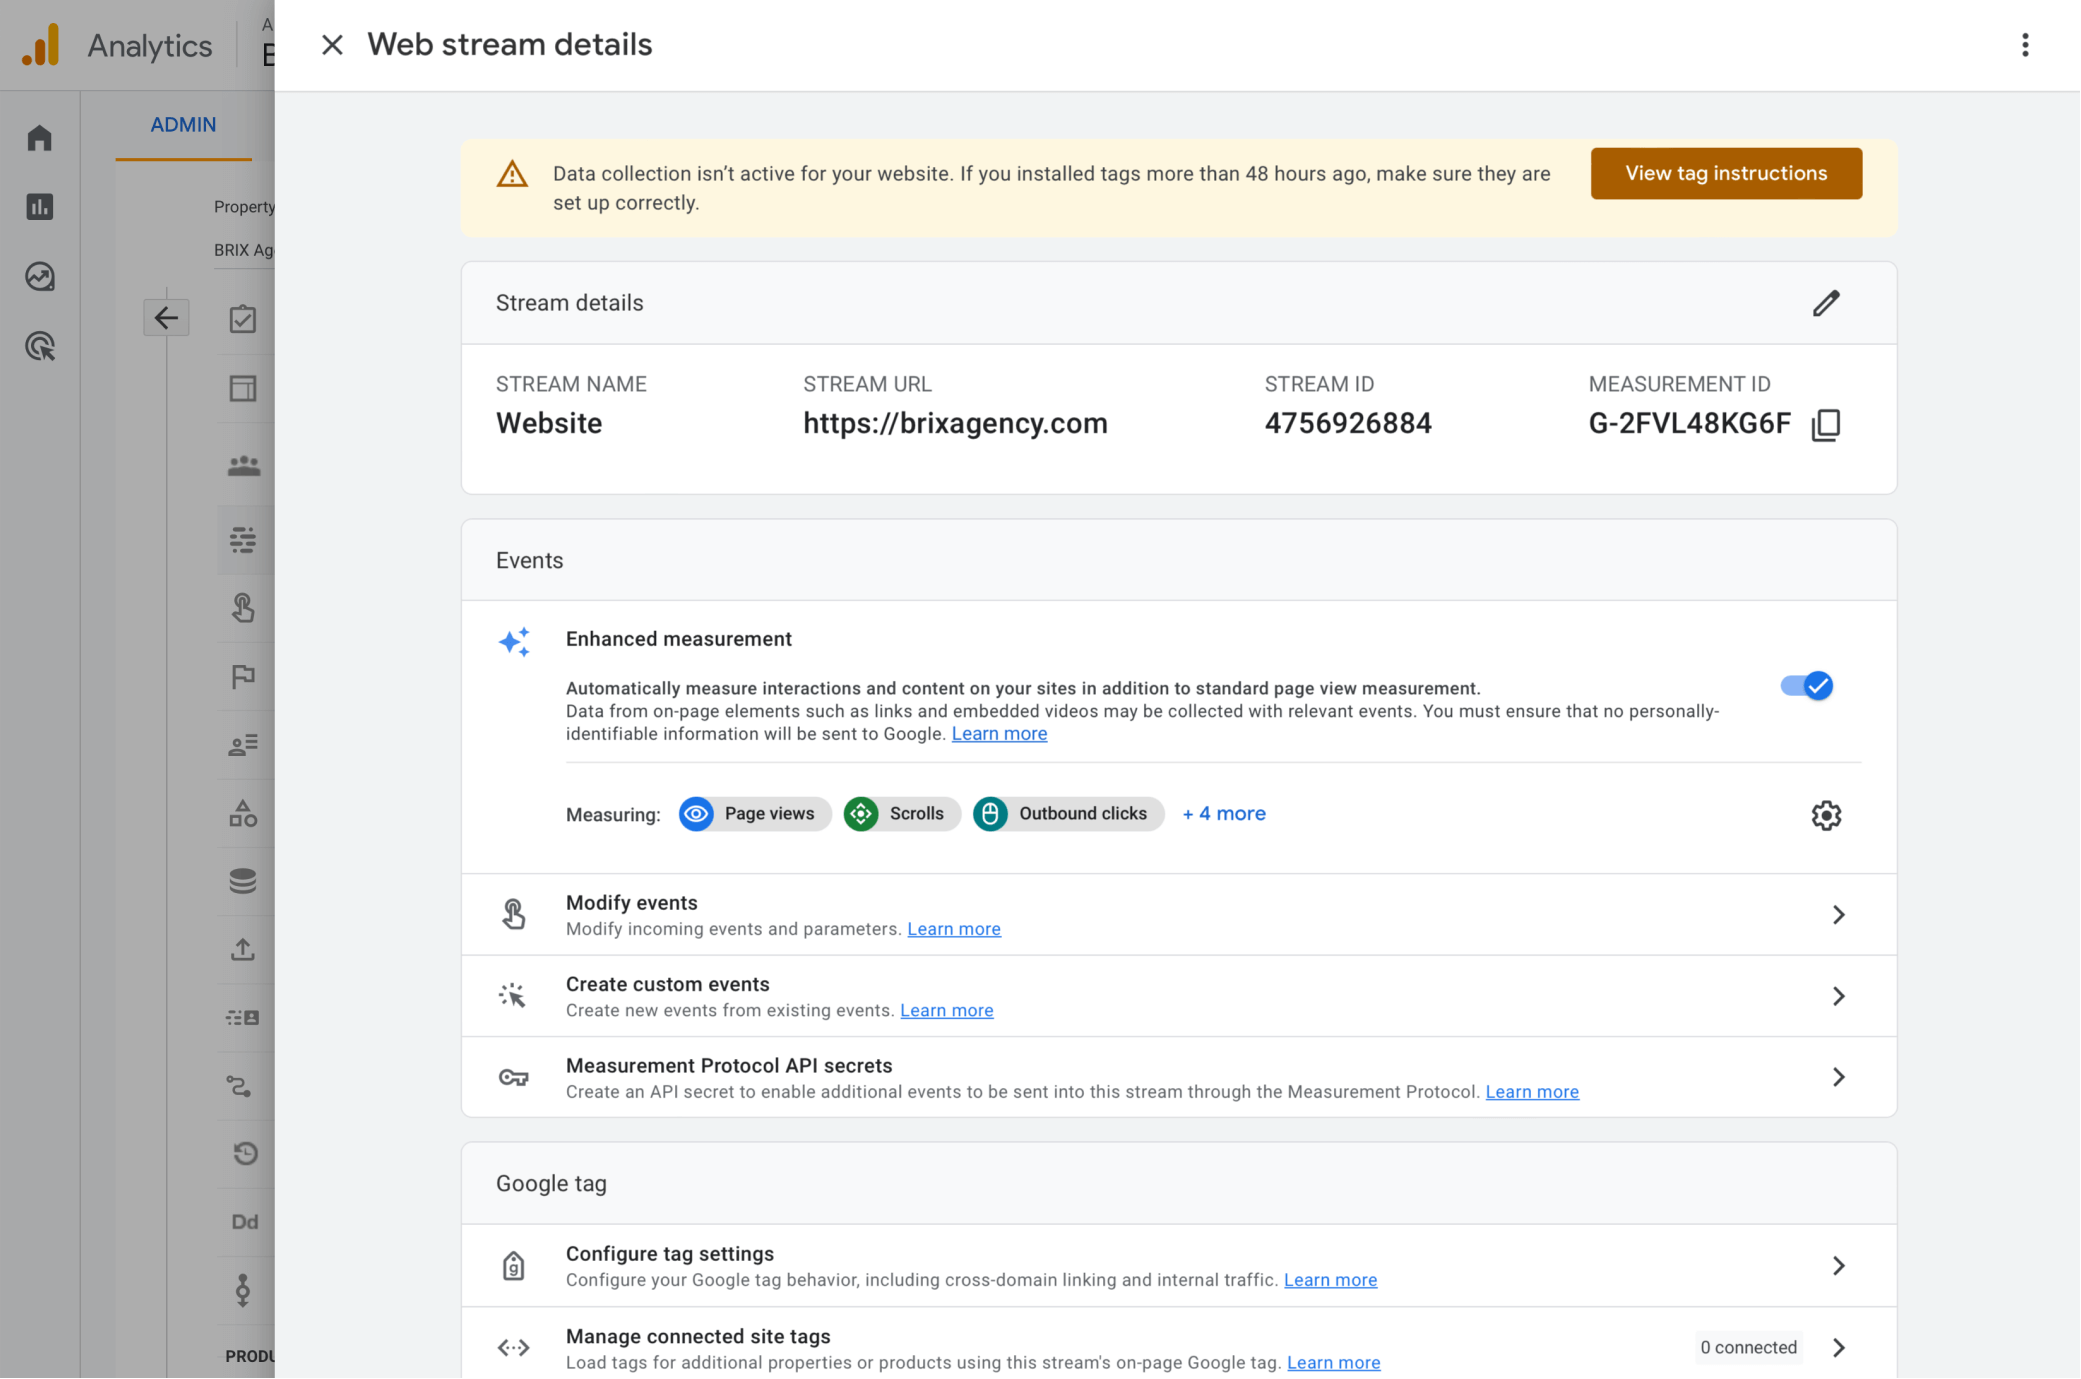 Analytics
A
B
Web stream details
ADMIN
Property
BRIX Ag
Dd
PRODU
Data collection isn’t active for your website. If you installed tags more than 48 hours ago, make sure they are
set up correctly.
View tag instructions
Stream details
STREAM NAME
STREAM URL
STREAM ID
MEASUREMENT ID
Website
https://brixagency.com
4756926884
G-2FVL48KG6F
Events
Enhanced measurement
Automatically measure interactions and content on your sites in addition to standard page view measurement.
Data from on-page elements such as links and embedded videos may be collected with relevant events. You must ensure that no personally-
identifiable information will be sent to Google. Learn more
Measuring:
Page views
Scrolls
Outbound clicks
+ 4 more
Modify events
Modify incoming events and parameters. Learn more
Create custom events
Create new events from existing events. Learn more
Measurement Protocol API secrets
Create an API secret to enable additional events to be sent into this stream through the Measurement Protocol. Learn more
Google tag
g
Configure tag settings
Configure your Google tag behavior, including cross-domain linking and internal traffic. Learn more
Manage connected site tags
Load tags for additional properties or products using this stream's on-page Google tag. Learn more
0 connected